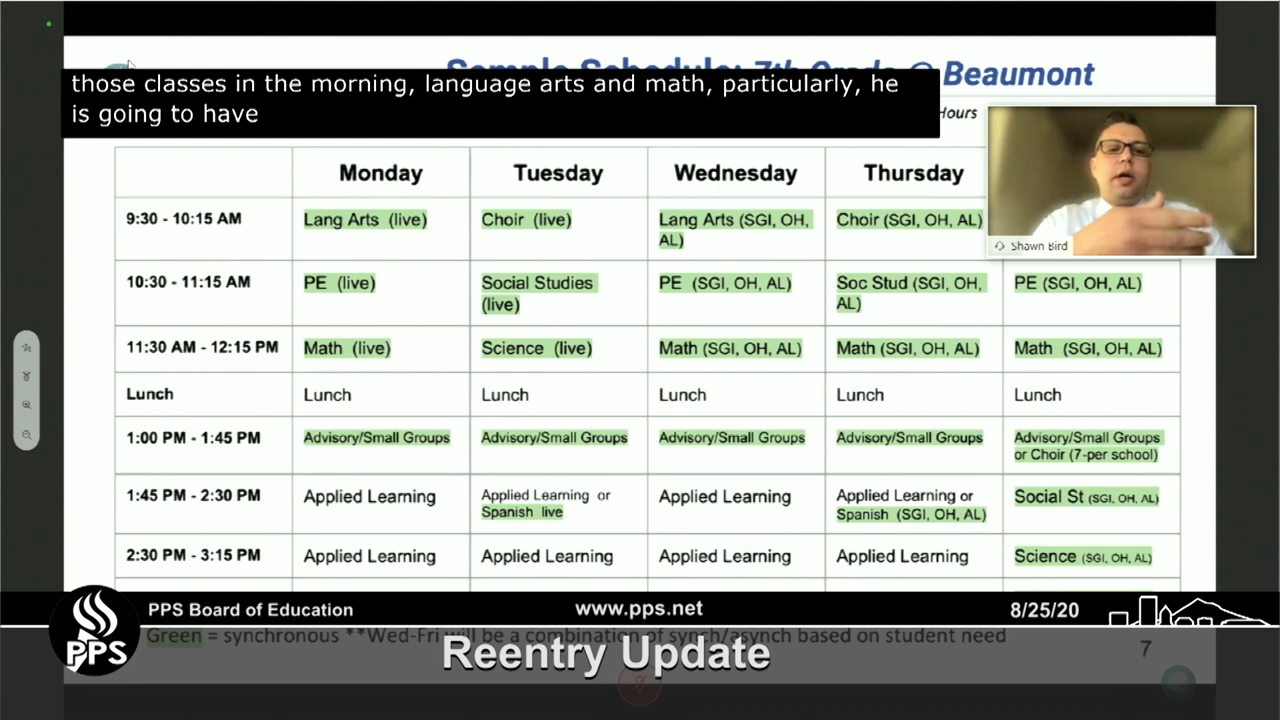 Sample Schedule: 7th Grade @ Beaumont
those classes in the morning, language arts and math, particularly, he
is going to have
Hours
Monday Tuesday Wednesday Thursday
9:30 - 10:15 AM Lang Arts (live) Choir (live) Lang Arts (SGI, OH, Choir (SGI, OH, AL)
AL)
Shawn Bird
10:30 - 11:15 AM PE (live) Social Studies PE (SGI, OH, AL) Soc Stud (SGI, OH, PE (SGI, OH, AL)
(live) AL)
11:30 AM - 12:15 PM Math (live) Science (live) Math (SGI, OH, AL) Math (SGI, OH, AL) Math (SGI, OH, AL)
Lunch Lunch Lunch Lunch Lunch Lunch
1:00 PM - 1:45 PM Advisory/Small Groups Advisory/Small Groups Advisory/Small Groups Advisory/Small Groups Advisory/Small Groups
or Choir (7-per school)
1:45 PM - 2:30 PM Applied Learning Applied Learning or Applied Learning Applied Learning or Social St (SGI, OH, AL)
Spanish live Spanish (SGI, OH, AL)
2:30 PM - 3:15 PM Applied Learning Applied Learning Applied Learning Applied Learning Science (SGI, OH, AL)
PPS Board of Education www.pps.net 8/25/20
Green = synchronous **Wed-Fri will be a combination of synch/asynch based on student need 7
PPS
Reentry Update